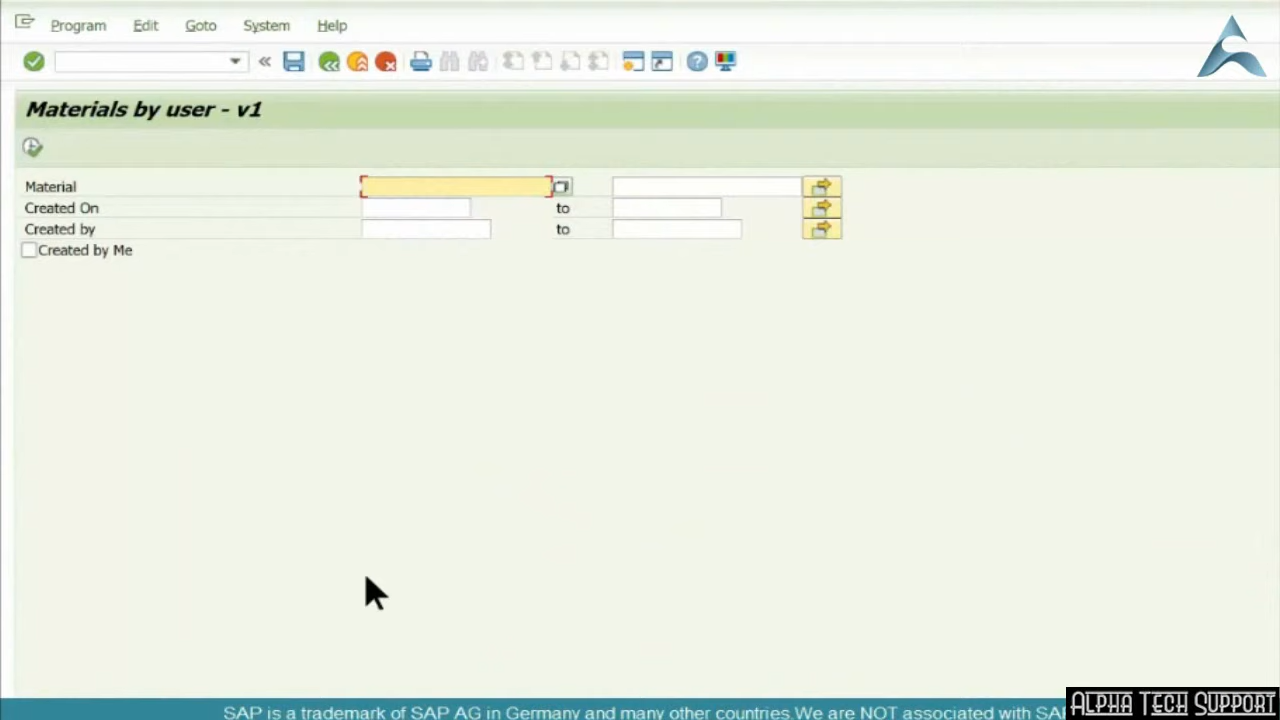 Program Edit Goto System Help
Materials by user - v1
Material
Created On to
Created by to
Created by Me
SAP is a trademark of SAP AG in Germany and many other countries.We are NOT associated with SAP
ALPHA TECH SUPPORT